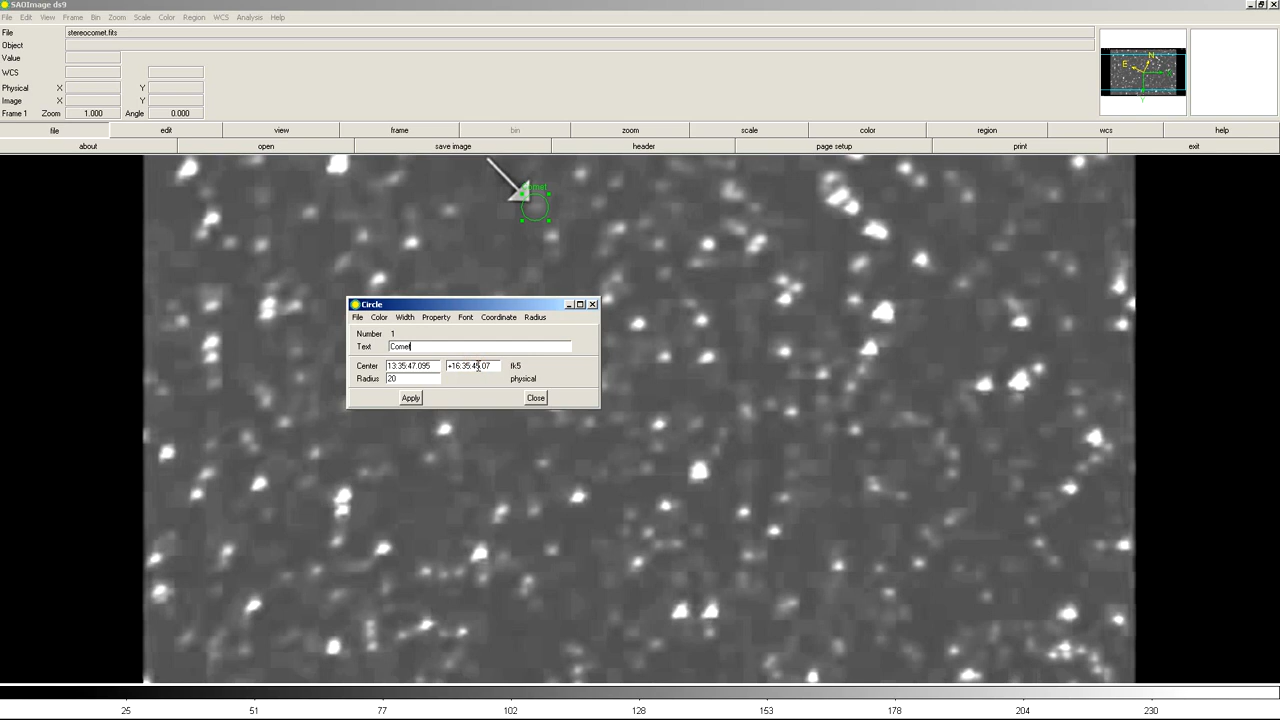 SAOImage ds9
File Edit View Frame Bin Zoom Scale Color Region WCS Analysis Help
File stereocomet.fits
Object
Value
WCS
Physical X Y
Image X Y
Frame 1 Zoom 1.000 Angle 0.000
N
E
Y
file edit view frame bin zoom scale color region wcs help
about open save image header page setup print exit
Circle
File Color Width Property Font Coordinate Radius
Number 1
Text Comet
Center 13:35:47.095 fk5
Radius 20 physical
Apply Close
25 51 76 102 128 153 178 204 230